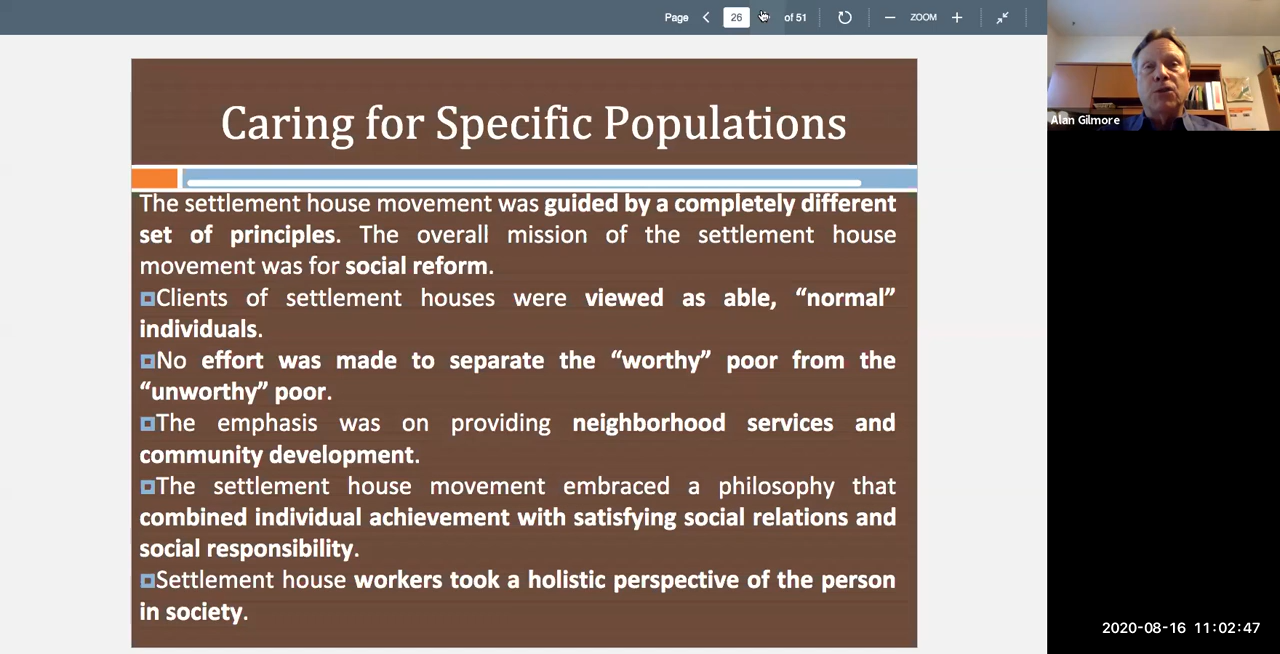 Page 26 of 51 ZOOM
Caring for Specific Populations
The settlement house movement was guided by a completely different
set of principles. The overall mission of the settlement house
movement was for social reform.
Clients of settlement houses were viewed as able, “normal”
individuals.
No effort was made to separate the “worthy” poor from the
“unworthy” poor.
The emphasis was on providing neighborhood services and
community development.
The settlement house movement embraced a philosophy that
combined individual achievement with satisfying social relations and
social responsibility.
Settlement house workers took a holistic perspective of the person
in society.
Alan Gilmore
2020-08-16 11:02:47